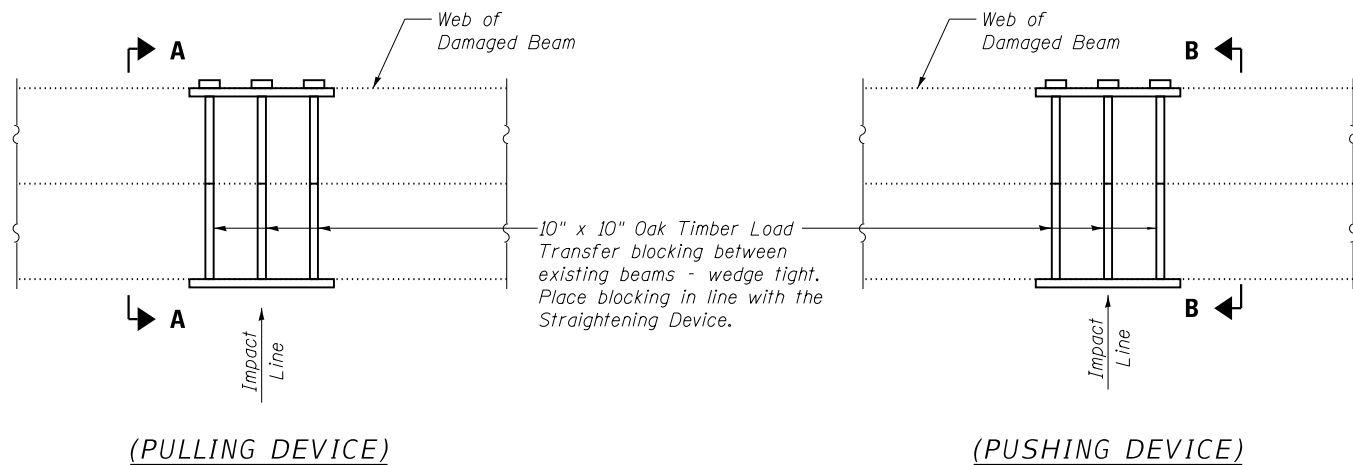 Web of
Damaged Beam
A
A
Impact
Line
(PULLING DEVICE)
10" x 10" Oak Timber Load
Transfer blocking between
existing beams - wedge tight.
Place blocking in line with the
Straightening Device.
Web of
Damaged Beam
B
B
Impact
Line
(PUSHING DEVICE)